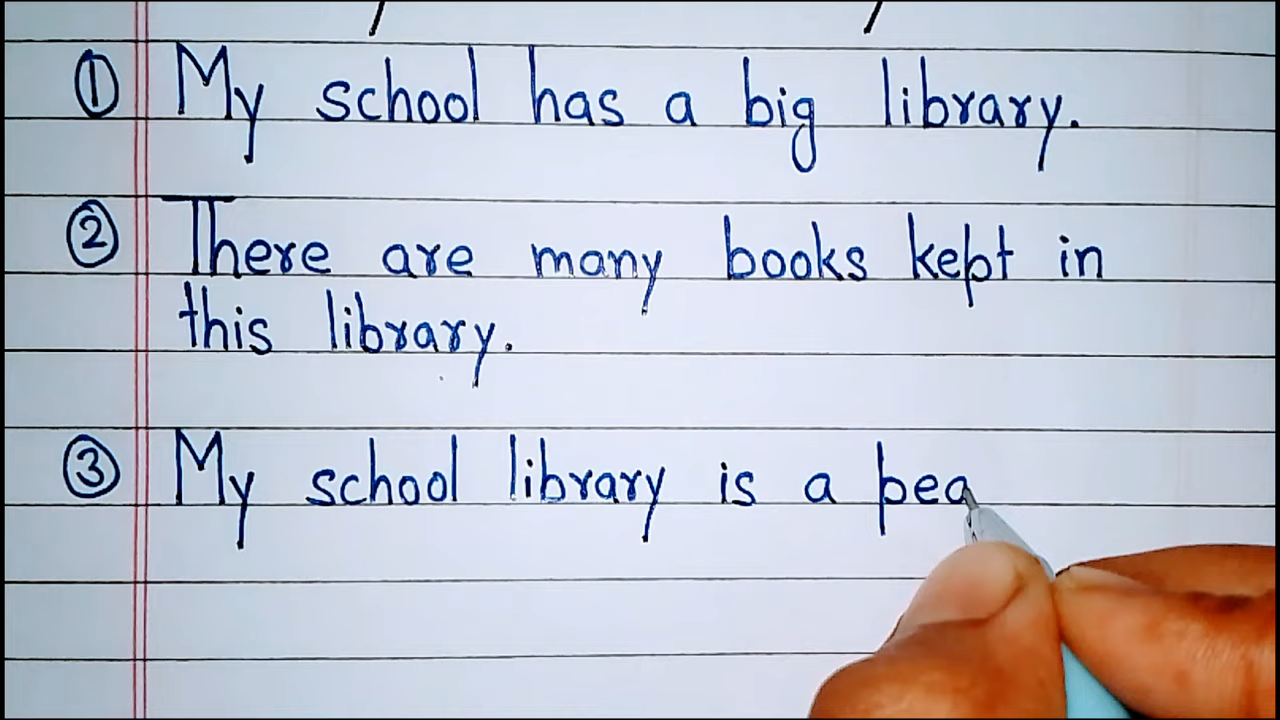 ① My school has a big library.
② There are many books kept in
this library.
③ My school library is a pea